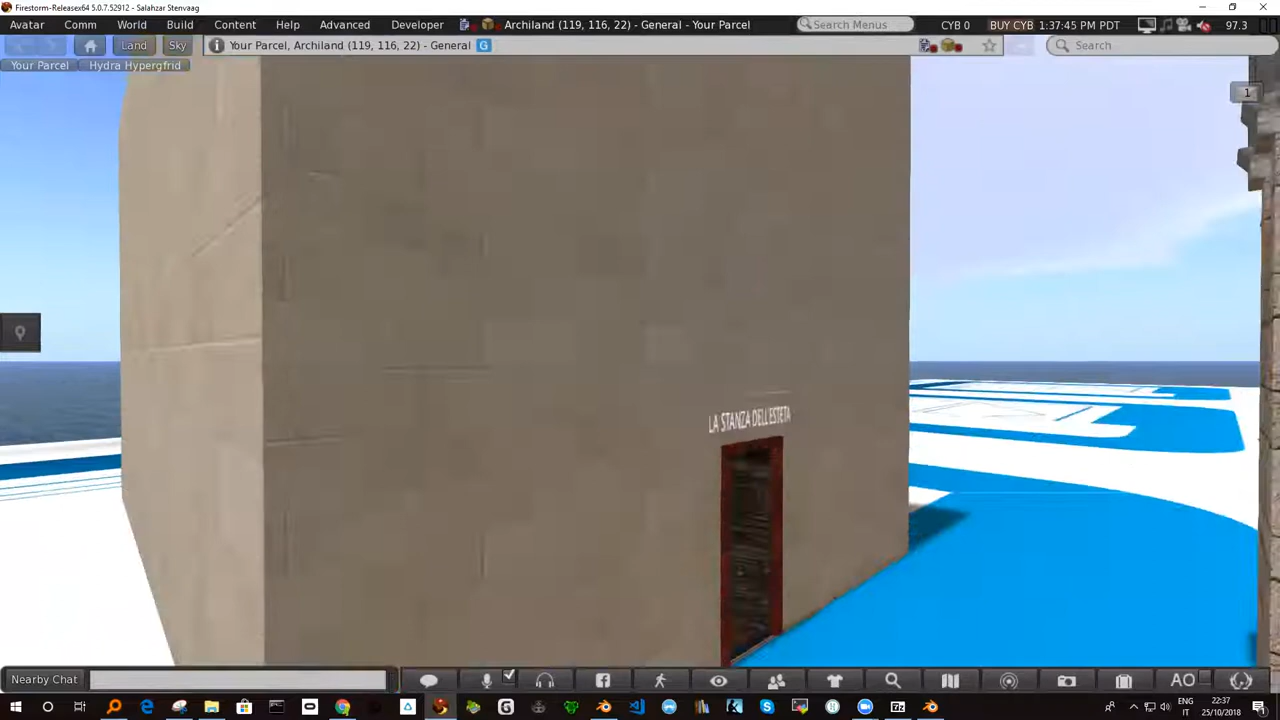 Firestorm-Releasex64 5.0.7.52912 - Salahzar Stenvaag
Avatar Comm World Build Content Help Advanced Developer Archiland (119, 116, 22) - General - Your Parcel Search Menus CYB 0 BUY CYB 1:37:45 PM PDT 97.3
Land Sky Your Parcel, Archiland (119, 116, 22) - General G Search
Your Parcel Hydra Hypergfrid
1
LA STANZA DELL'ESTETA
Nearby Chat AO
ENG 22:37
IT 25/10/2018